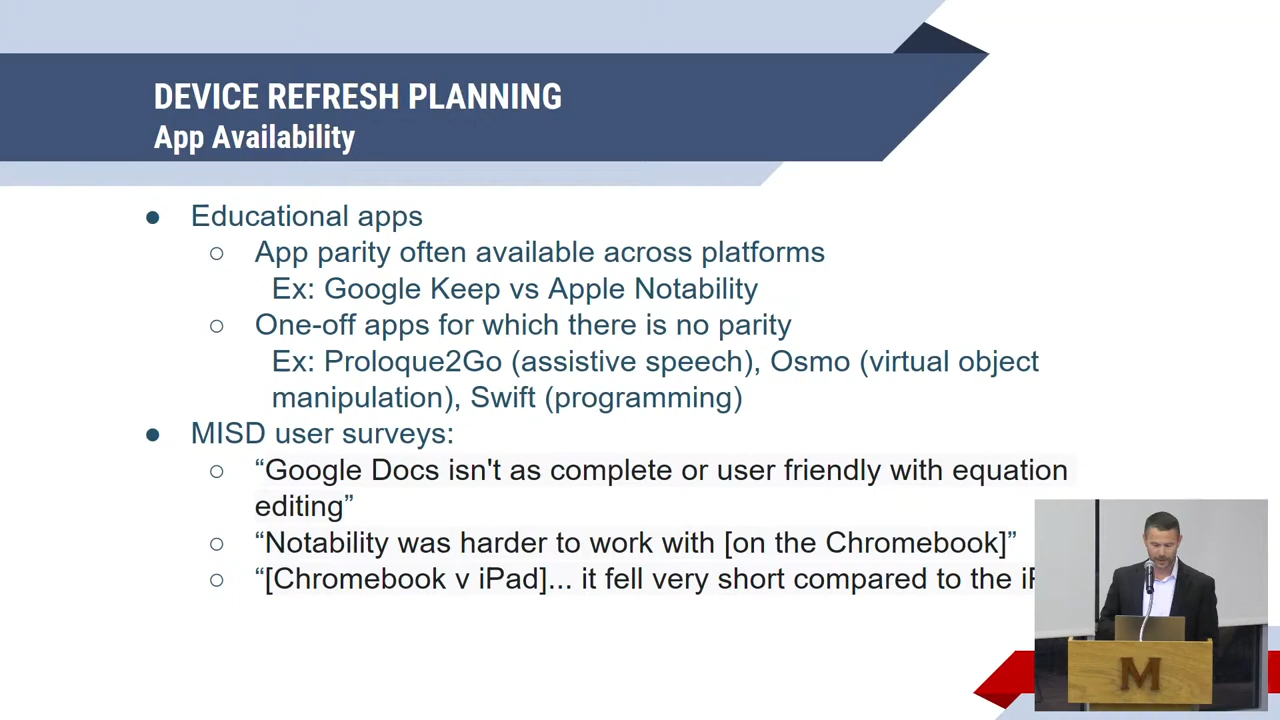 DEVICE REFRESH PLANNING
App Availability
● Educational apps
○ App parity often available across platforms
Ex: Google Keep vs Apple Notability
○ One-off apps for which there is no parity
Ex: Proloque2Go (assistive speech), Osmo (virtual object
manipulation), Swift (programming)
● MISD user surveys:
○ “Google Docs isn't as complete or user friendly with equation
editing”
○ “Notability was harder to work with [on the Chromebook]”
○ “[Chromebook v iPad]... it fell very short compared to the
M